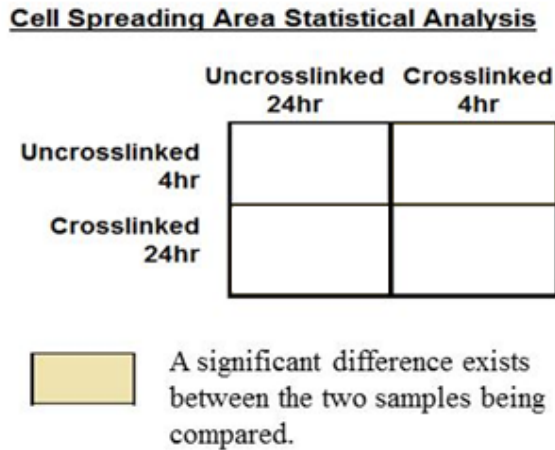 Cell Spreading Area Statistical Analysis
Uncrosslinked Crosslinked
24hr 4hr
Uncrosslinked
4hr
Crosslinked
24hr
A significant difference exists
between the two samples being
compared.